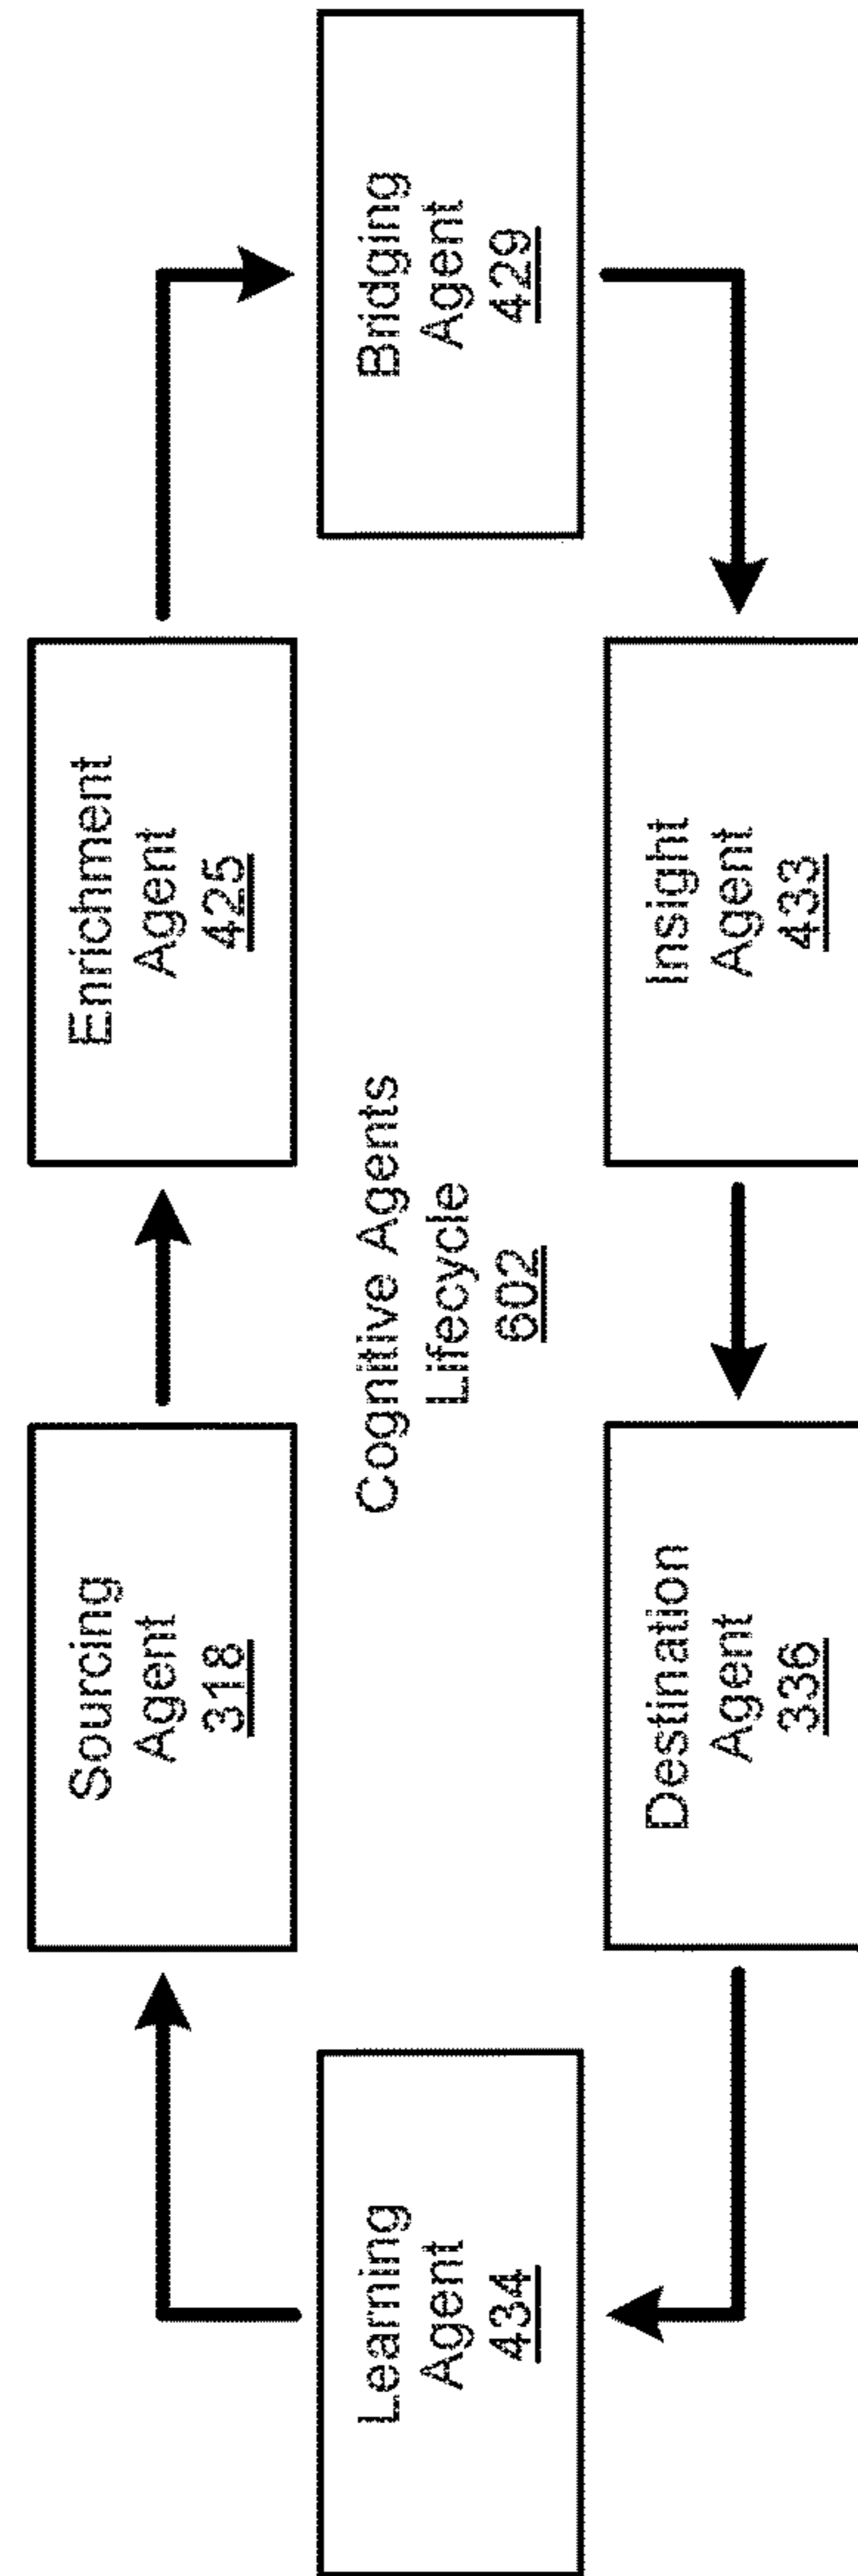 Sourcing
Agent
318
Enrichment
Agent
425
Learning
Agent
434
Cognitive Agents
Lifecycle
602
Bridging
Agent
429
Destination
Agent
336
Insight
Agent
433